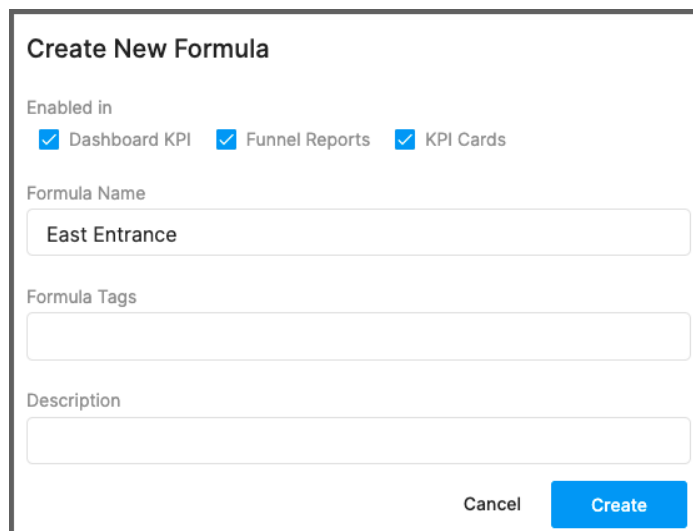 Create New Formula
Enabled in
Dashboard KPI Funnel Reports KPI Cards
Formula Name
East Entrance
Formula Tags
Description
Cancel Create